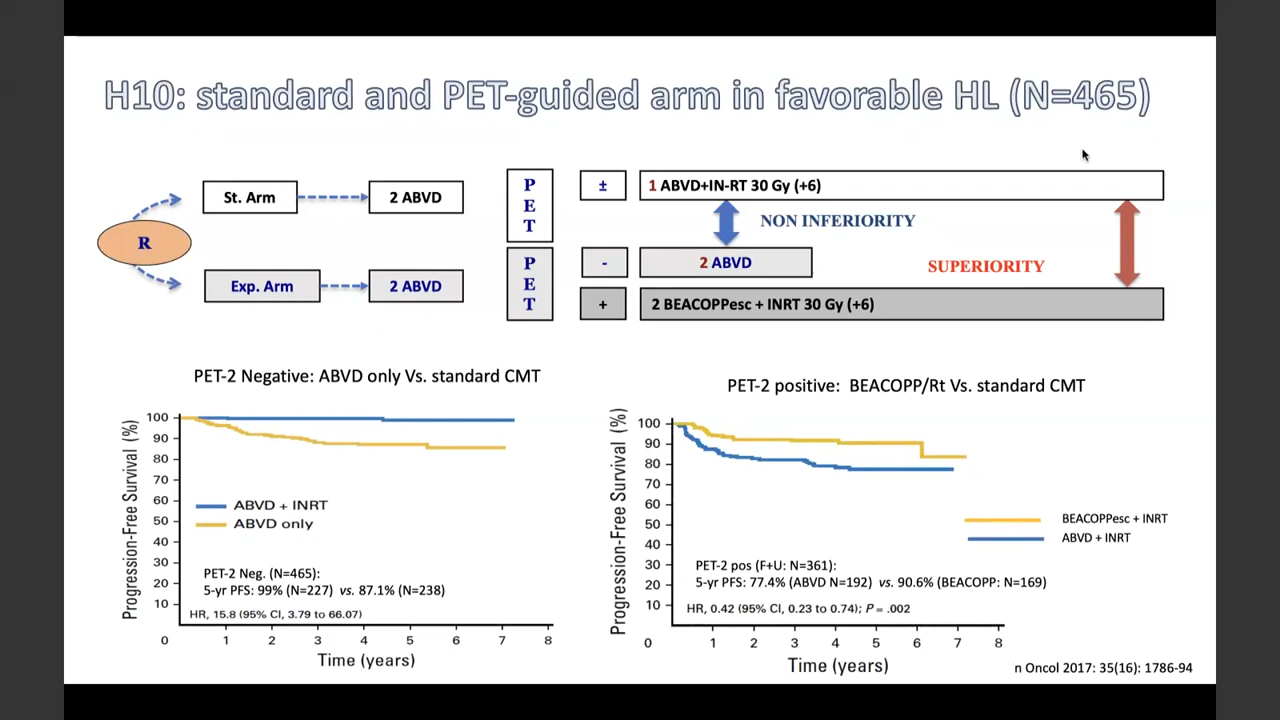 H10: standard and PET-guided arm in favorable HL (N=465)
St. Arm
2 ABVD
P
E
T
±
1 ABVD+IN-RT 30 Gy (+6)
R
NON INFERIORITY
SUPERIORITY
Exp. Arm
2 ABVD
P
E
T
-
2 ABVD
+
2 BEACOPPesc + INRT 30 Gy (+6)
PET-2 Negative: ABVD only Vs. standard CMT
Progression-Free Survival (%)
100
90
80
70
60
50
40
30
20
10
ABVD + INRT
ABVD only
PET-2 Neg. (N=465):
5-yr PFS: 99% (N=227) vs. 87.1% (N=238)
HR, 15.8 (95% CI, 3.79 to 66.07)
0 1 2 3 4 5 6 7 8
Time (years)
PET-2 positive: BEACOPP/Rt Vs. standard CMT
Progression-Free Survival (%)
100
90
80
70
60
50
40
30
20
10
BEACOPPesc + INRT
ABVD + INRT
PET-2 pos (F+U: N=361):
5-yr PFS: 77.4% (ABVD N=192) vs. 90.6% (BEACOPP: N=169)
HR, 0.42 (95% CI, 0.23 to 0.74); P = .002
0 1 2 3 4 5 6 7 8
Time (years)
n Oncol 2017: 35(16): 1786-94